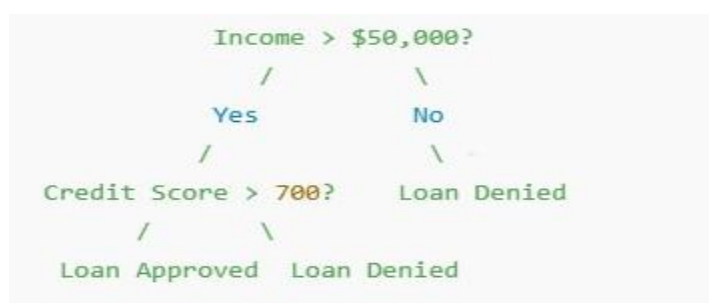 Income > $50,000?
/ \
Yes No
/ \
Credit Score > 700? Loan Denied
/ \
Loan Approved Loan Denied